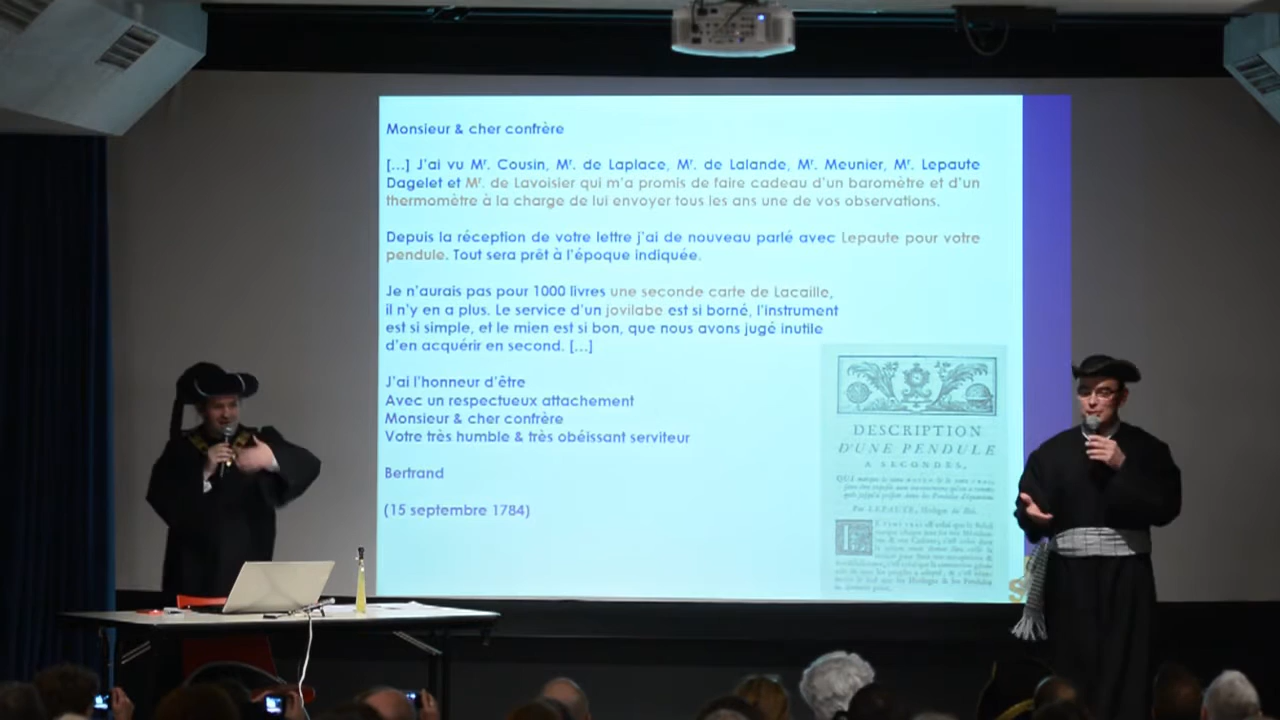 Monsieur & cher confrère
[...] J'ai vu Mʳ. Cousin, Mʳ. de Laplace, Mʳ. de Lalande, Mʳ. Meunier, Mʳ. Lepaute
Dagelet et Mʳ. de Lavoisier qui m'a promis de faire cadeau d'un baromètre et d'un
thermomètre à la charge de lui envoyer tous les ans une de vos observations.
Depuis la réception de votre lettre j'ai de nouveau parlé avec Lepaute pour votre
pendule. Tout sera prêt à l'époque indiquée.
Je n'aurais pas pour 1000 livres une seconde carte de Lacaille,
il n'y en a plus. Le service d'un jovilabe est si borné, l'instrument
est si simple, et le mien est si bon, que nous avons jugé inutile
d'en acquérir en second. [...]
J'ai l'honneur d'être
Avec un respectueux attachement
Monsieur & cher confrère
Votre très humble & très obéissant serviteur
Bertrand
(15 septembre 1784)
DESCRIPTION
D'UNE PENDULE
A SECONDES,
Par LEPAUTE,